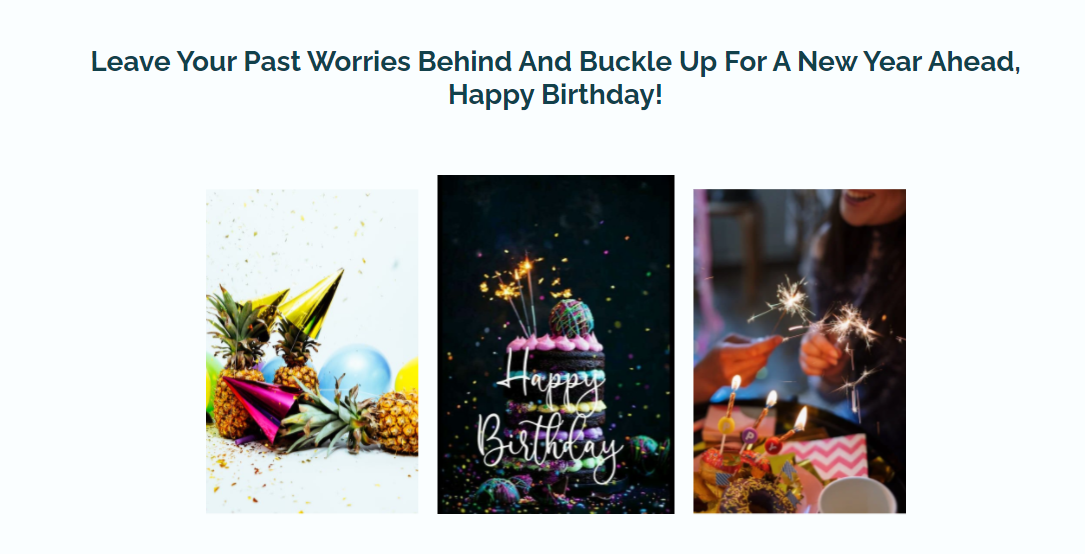 Leave Your Past Worries Behind And Buckle Up For A New Year Ahead,
Happy Birthday!
Happy
Birthday